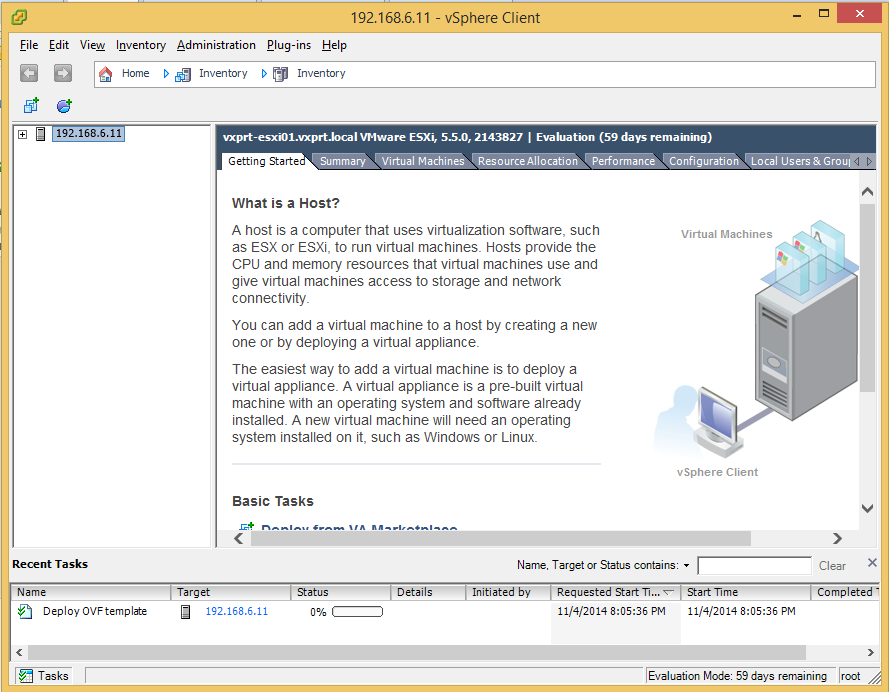 192.168.6.11 - vSphere Client
File Edit View Inventory Administration Plug-ins Help
Home Inventory Inventory
192.168.6.11
vxprt-esxi01.vxprt.local VMware ESXi, 5.5.0, 2143827 | Evaluation (59 days remaining)
Getting Started Summary Virtual Machines Resource Allocation Performance Configuration Local Users & Group
What is a Host?
A host is a computer that uses virtualization software, such
as ESX or ESXi, to run virtual machines. Hosts provide the
CPU and memory resources that virtual machines use and
give virtual machines access to storage and network
connectivity.
You can add a virtual machine to a host by creating a new
one or by deploying a virtual appliance.
The easiest way to add a virtual machine is to deploy a
virtual appliance. A virtual appliance is a pre-built virtual
machine with an operating system and software already
installed. A new virtual machine will need an operating
system installed on it, such as Windows or Linux.
Virtual Machines
vSphere Client
Basic Tasks
Deploy from VA Marketplace
Recent Tasks
Name, Target or Status contains:
Clear
Name Target Status Details Initiated by Requested Start Ti... Start Time Completed T
Deploy OVF template 192.168.6.11 0% 11/4/2014 8:05:36 PM 11/4/2014 8:05:36 PM
Tasks
Evaluation Mode: 59 days remaining
root